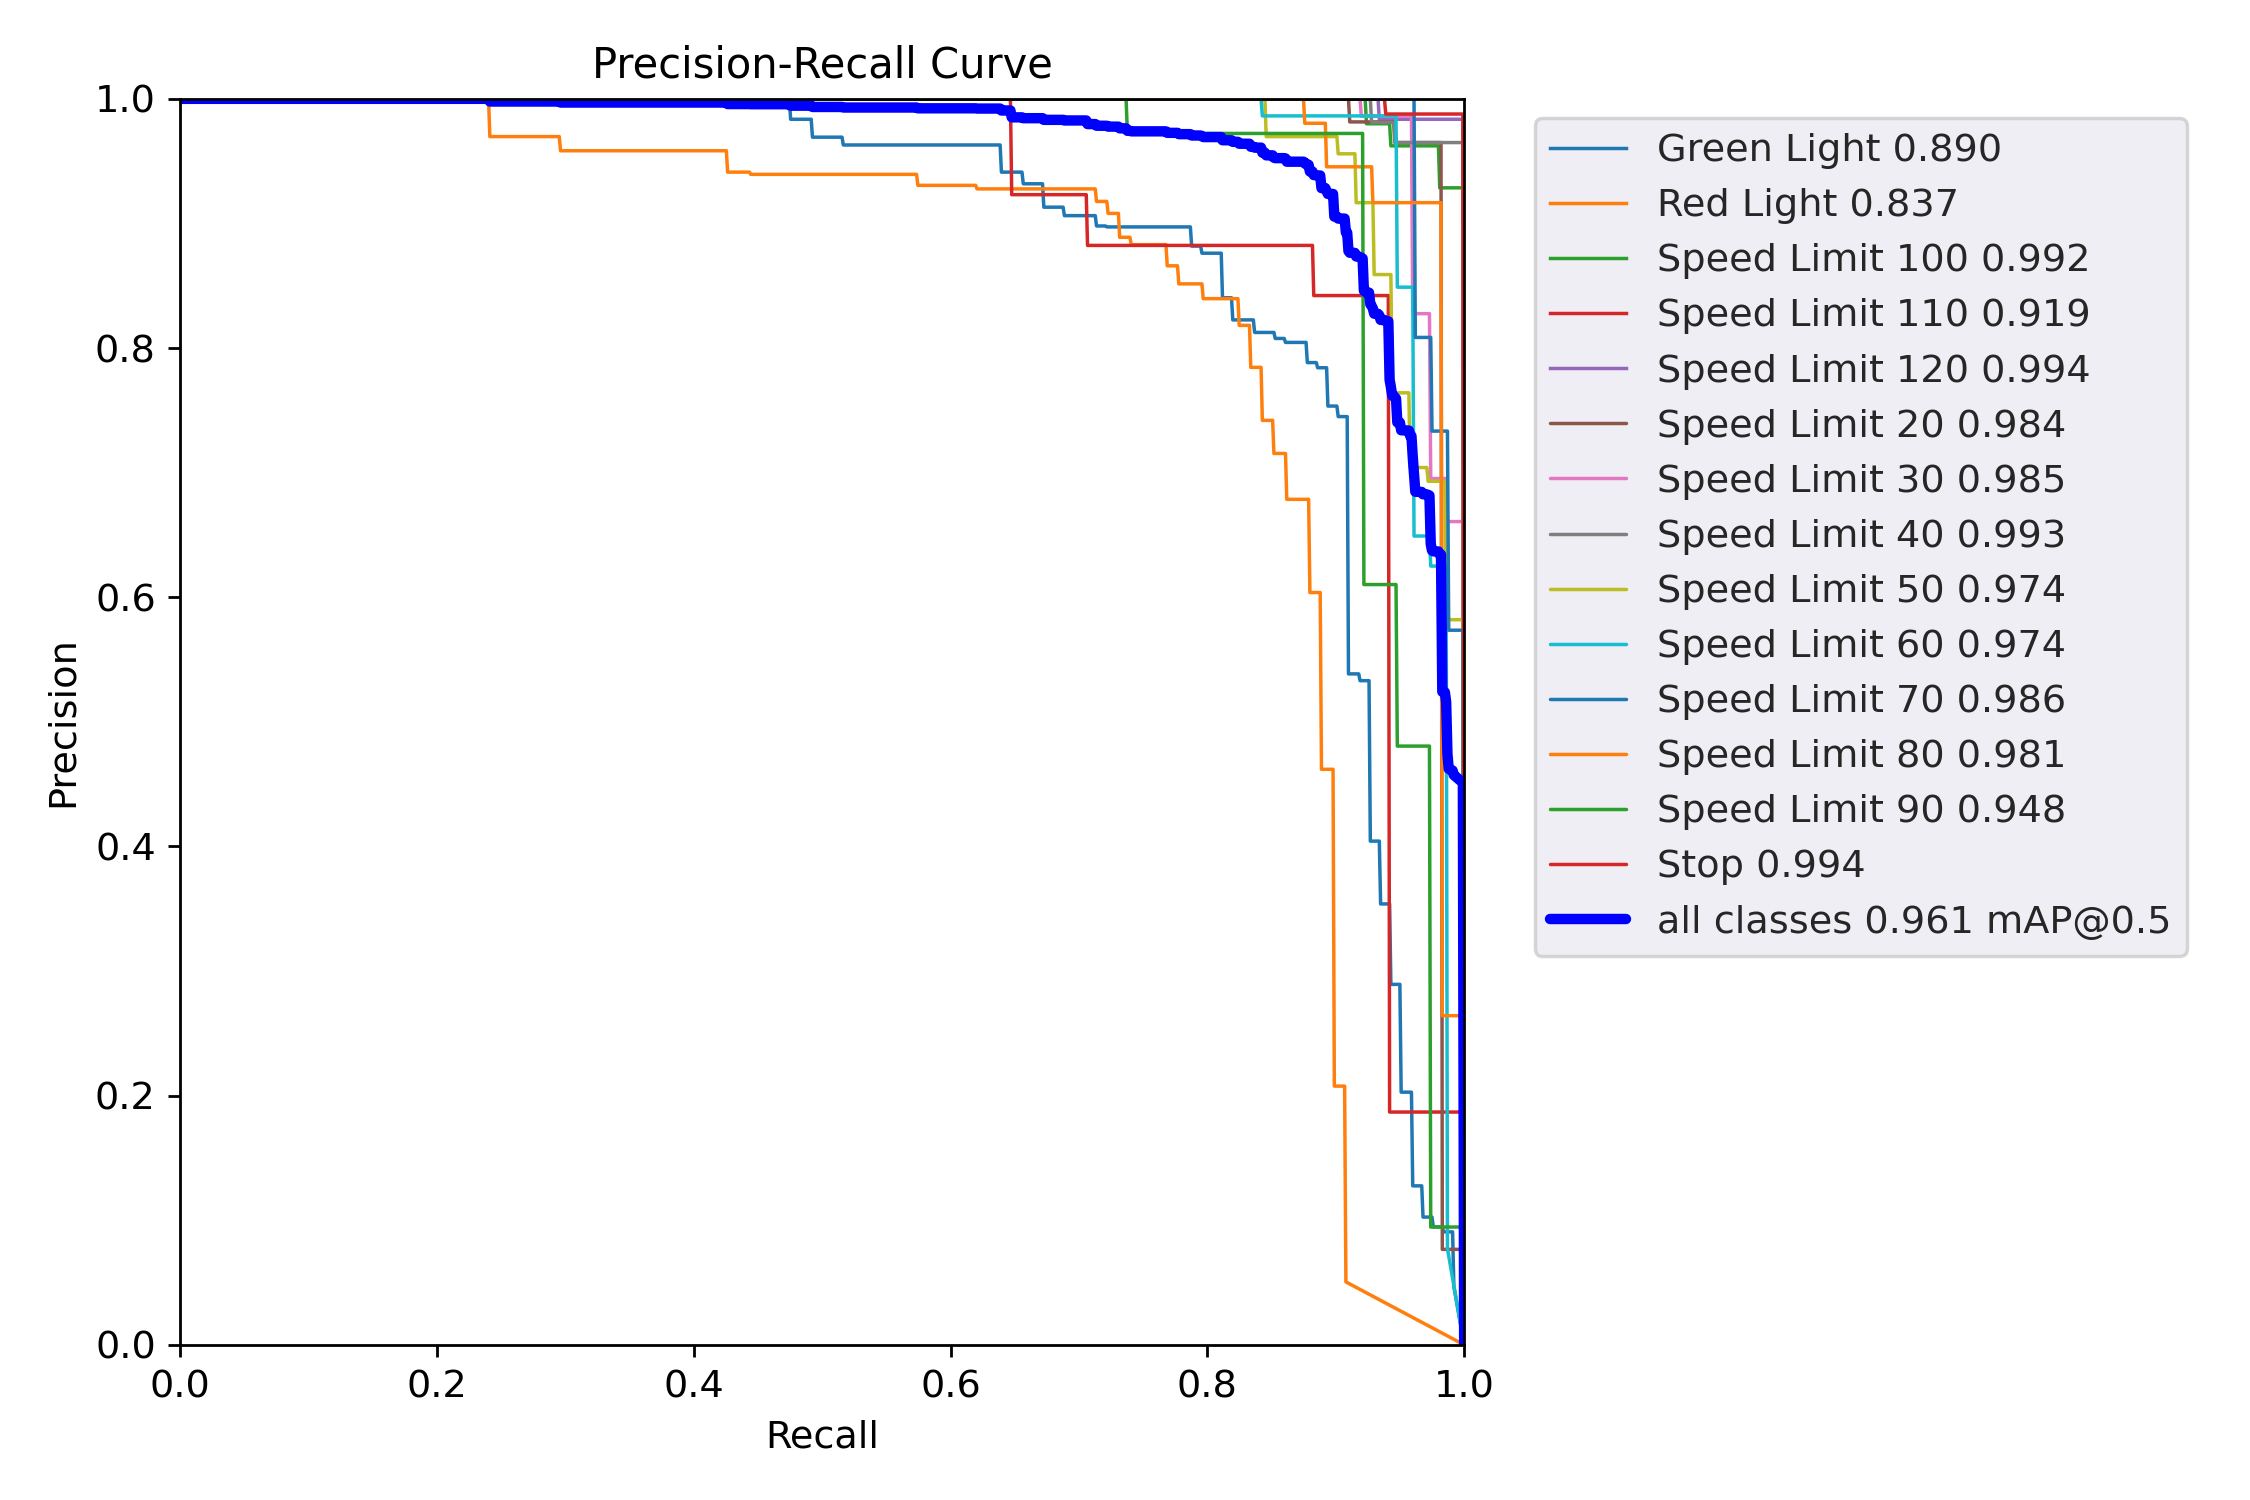 Precision-Recall Curve
1.0
0.8
0.6
0.4
0.2
0.0
Precision
0.0 0.2 0.4 0.6 0.8 1.0
Recall
Green Light 0.890
Red Light 0.837
Speed Limit 100 0.992
Speed Limit 110 0.919
Speed Limit 120 0.994
Speed Limit 20 0.984
Speed Limit 30 0.985
Speed Limit 40 0.993
Speed Limit 50 0.974
Speed Limit 60 0.974
Speed Limit 70 0.986
Speed Limit 80 0.981
Speed Limit 90 0.948
Stop 0.994
all classes 0.961 mAP@0.5